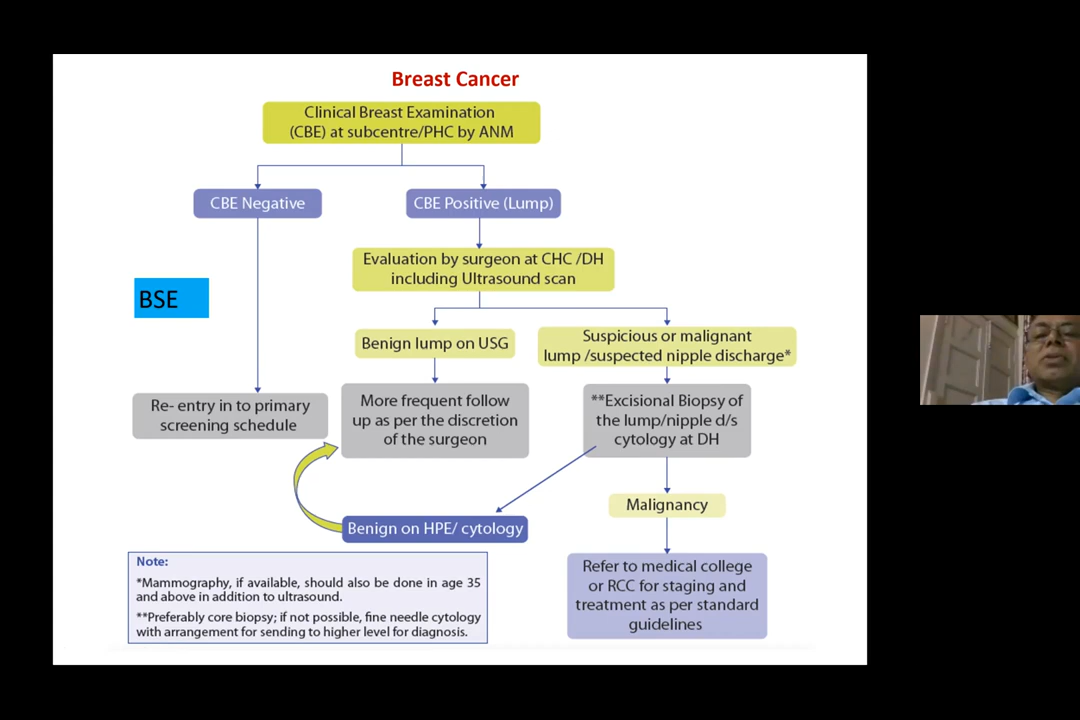 Breast Cancer
Clinical Breast Examination
(CBE) at subcentre/PHC by ANM
CBE Negative
CBE Positive (Lump)
Evaluation by surgeon at CHC /DH
including Ultrasound scan
BSE
Benign lump on USG
Suspicious or malignant
lump /suspected nipple discharge*
Re- entry in to primary
screening schedule
More frequent follow
up as per the discretion
of the surgeon
**Excisional Biopsy of
the lump/nipple d/s
cytology at DH
Malignancy
Benign on HPE/ cytology
Refer to medical college
or RCC for staging and
treatment as per standard
guidelines
Note:
*Mammography, if available, should also be done in age 35
and above in addition to ultrasound.
**Preferably core biopsy; if not possible, fine needle cytology
with arrangement for sending to higher level for diagnosis.